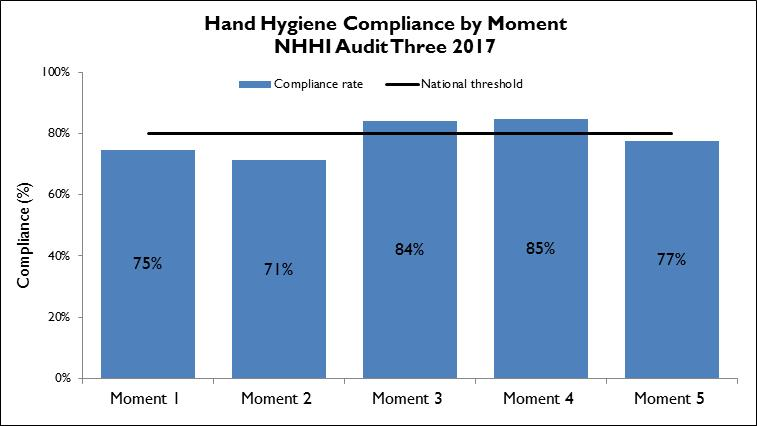 Hand Hygiene Compliance by Moment
NHHI Audit Three 2017
100%
Compliance rate
National threshold
80%
60%
40%
20%
0%
Compliance (%)
75%
71%
84%
85%
77%
Moment 1
Moment 2
Moment 3
Moment 4
Moment 5